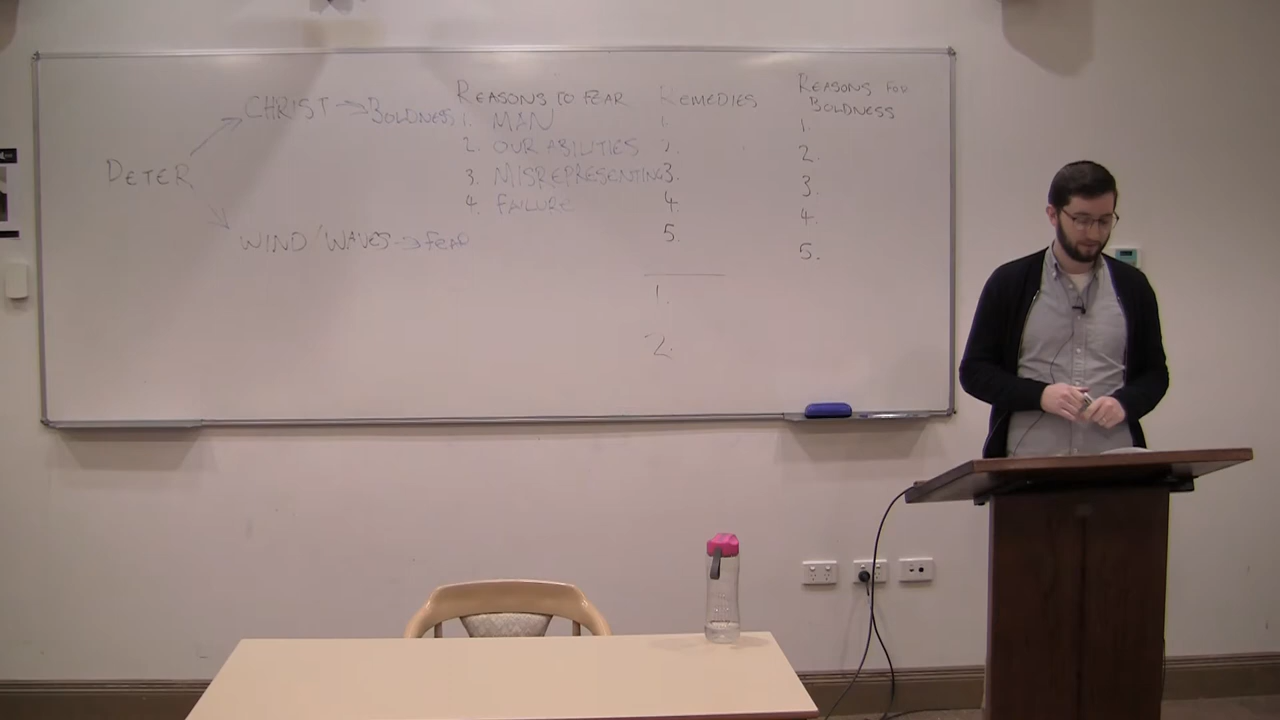 CHRIST → BOLDNESS
DETER
WIND/WAVES → FEAR
REASONS TO FEAR
1. MAN
2. OUR ABILITIES
3. MISREPRESENTING
4. FAILURE
REMEDIES
1.
2.
3.
4.
5.
1.
2.
REASONS FOR
BOLDNESS
1.
2.
3.
4.
5.